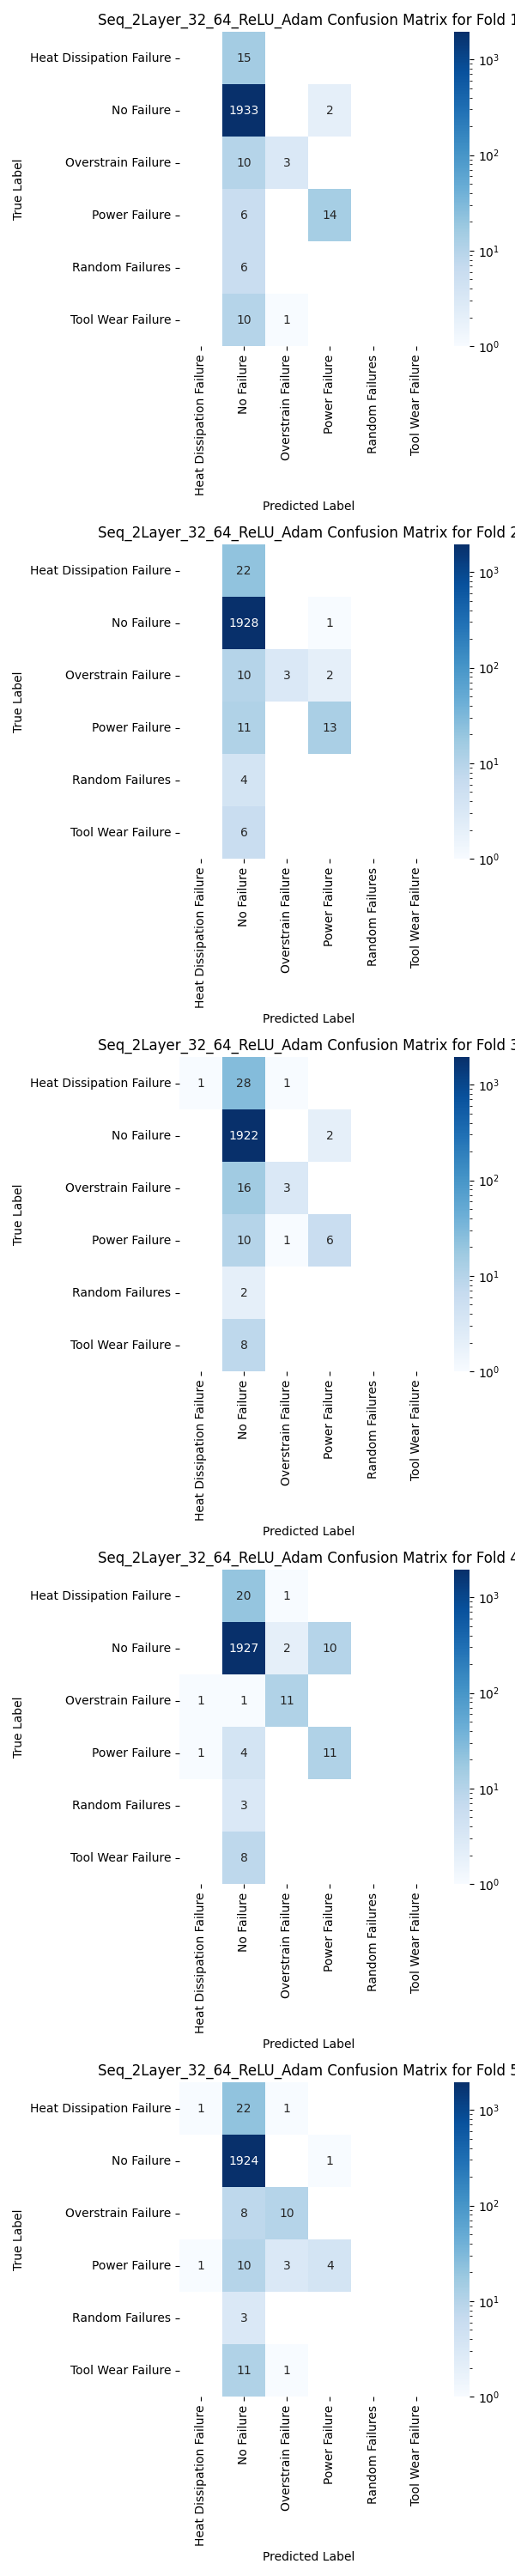 Seq_2Layer_32_64_ReLU_Adam Confusion Matrix for Fold 1
Heat Dissipation Failure
15
10³
No Failure
1933 2
Overstrain Failure
10 3
10²
True Label
Power Failure
6 14
10¹
Random Failures
6
Tool Wear Failure
10 1
10⁰
Heat Dissipation Failure
No Failure
Overstrain Failure
Power Failure
Random Failures
Tool Wear Failure
Predicted Label
Seq_2Layer_32_64_ReLU_Adam Confusion Matrix for Fold 2
Heat Dissipation Failure
22
10³
No Failure
1928 1
Overstrain Failure
10 3 2
10²
True Label
Power Failure
11 13
10¹
Random Failures
4
Tool Wear Failure
6
10⁰
Heat Dissipation Failure
No Failure
Overstrain Failure
Power Failure
Random Failures
Tool Wear Failure
Predicted Label
Seq_2Layer_32_64_ReLU_Adam Confusion Matrix for Fold 3
Heat Dissipation Failure
1 28 1
10³
No Failure
1922 2
Overstrain Failure
16 3
10²
True Label
Power Failure
10 1 6
10¹
Random Failures
2
Tool Wear Failure
8
10⁰
Heat Dissipation Failure
No Failure
Overstrain Failure
Power Failure
Random Failures
Tool Wear Failure
Predicted Label
Seq_2Layer_32_64_ReLU_Adam Confusion Matrix for Fold 4
Heat Dissipation Failure
20 1
10³
No Failure
1927 2 10
Overstrain Failure
1 1 11
10²
True Label
Power Failure
1 4 11
10¹
Random Failures
3
Tool Wear Failure
8
10⁰
Heat Dissipation Failure
No Failure
Overstrain Failure
Power Failure
Random Failures
Tool Wear Failure
Predicted Label
Seq_2Layer_32_64_ReLU_Adam Confusion Matrix for Fold 5
Heat Dissipation Failure
1 22 1
10³
No Failure
1924 1
Overstrain Failure
8 10
10²
True Label
Power Failure
1 10 3 4
10¹
Random Failures
3
Tool Wear Failure
11 1
10⁰
Heat Dissipation Failure
No Failure
Overstrain Failure
Power Failure
Random Failures
Tool Wear Failure
Predicted Label